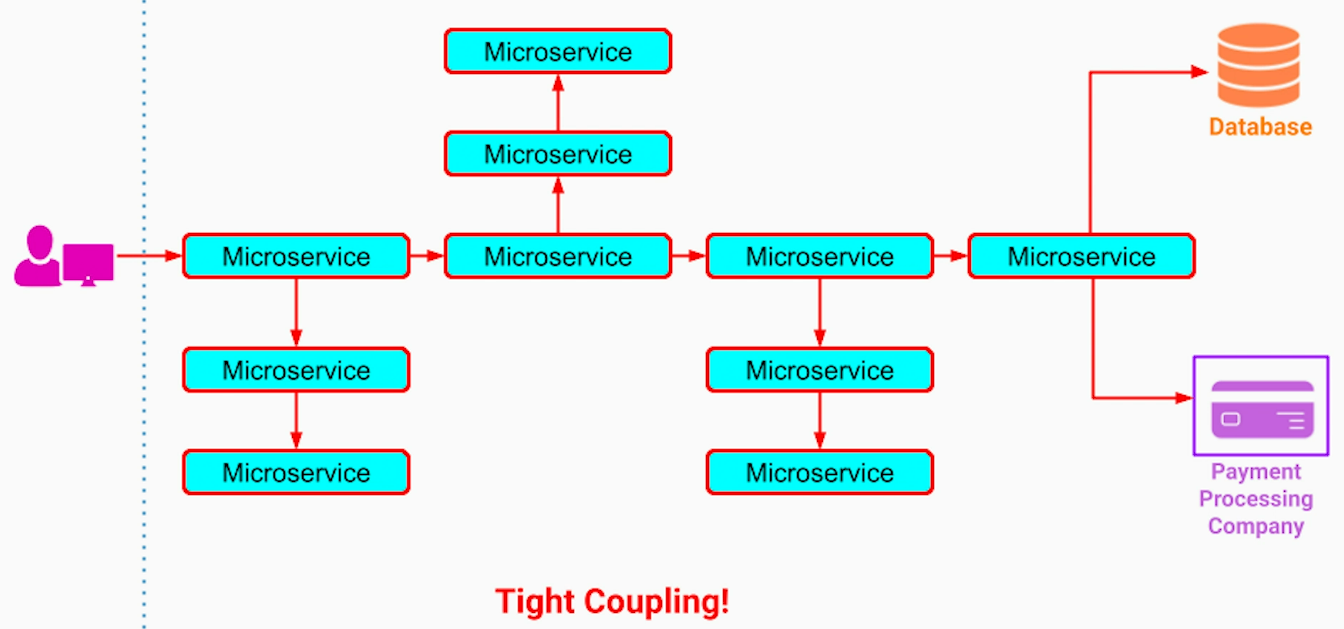 Microservice
Database
Microservice
Microservice
Microservice
Microservice
Microservice
Microservice
Microservice
Microservice
Microservice
Payment
Processing
Company
Tight Coupling!